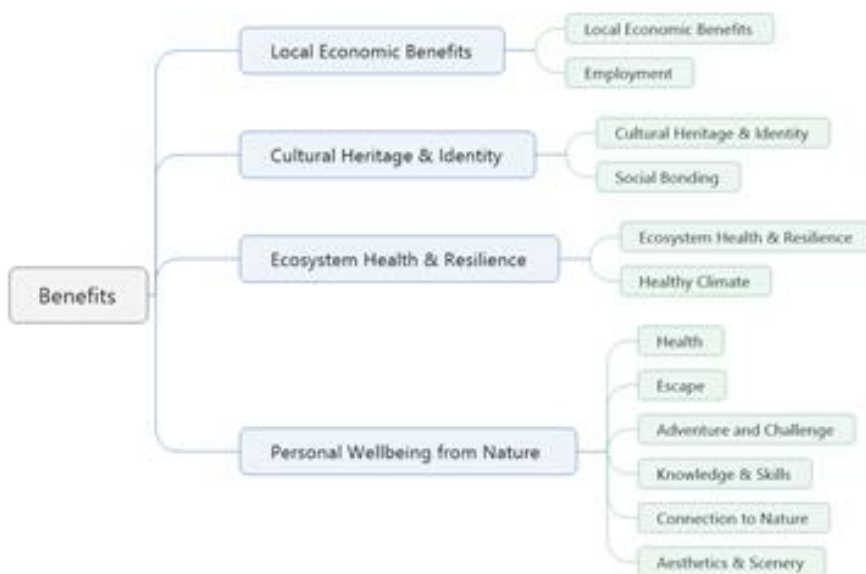 Benefits
Local Economic Benefits
Local Economic Benefits
Employment
Cultural Heritage & Identity
Cultural Heritage & Identity
Social Bonding
Ecosystem Health & Resilience
Ecosystem Health & Resilience
Healthy Climate
Personal Wellbeing from Nature
Health
Escape
Adventure and Challenge
Knowledge & Skills
Connection to Nature
Aesthetics & Scenery